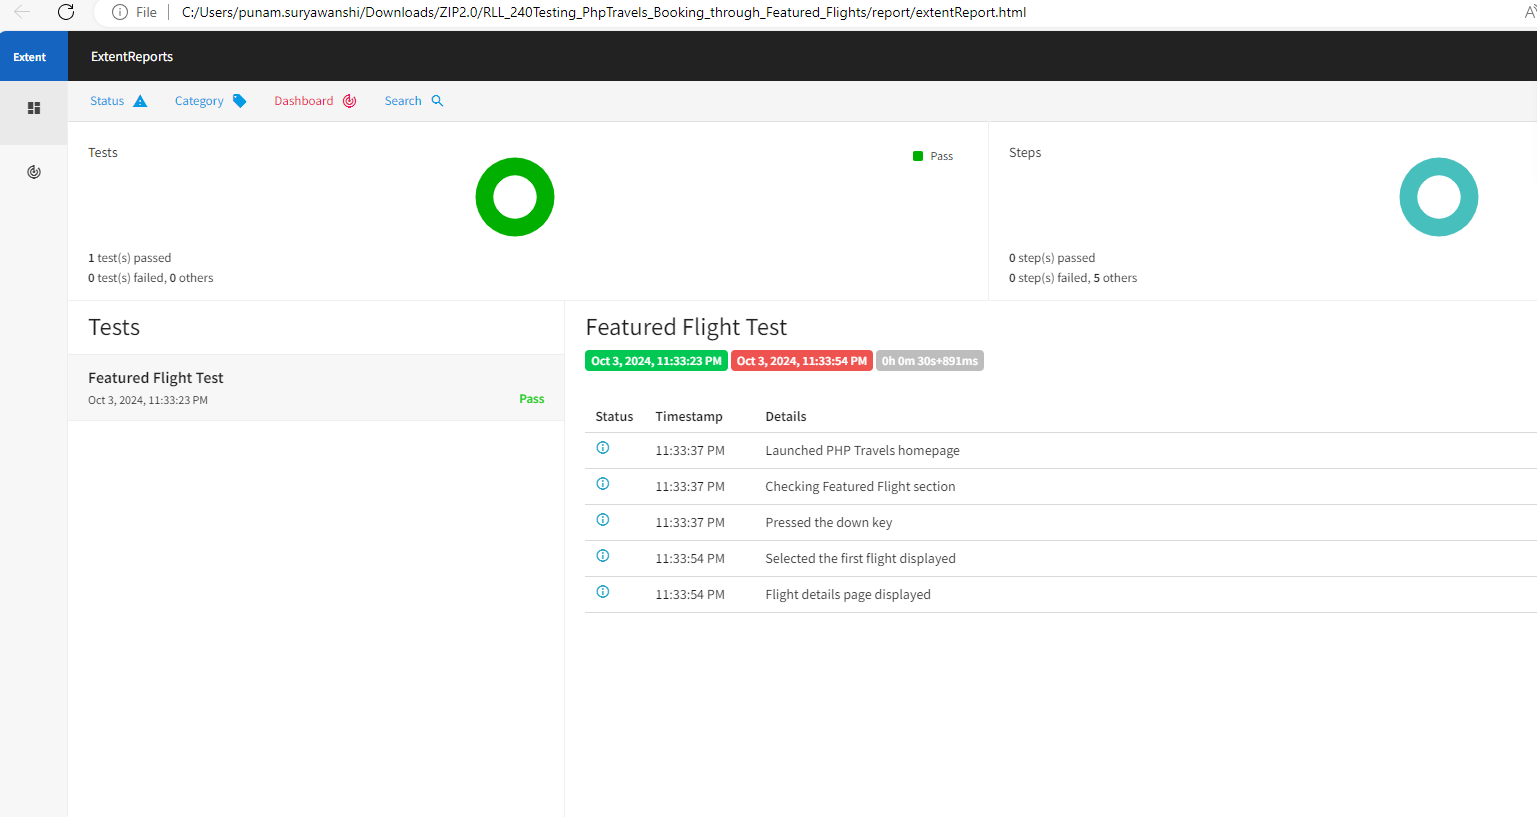 File C:/Users/punam.suryawanshi/Downloads/ZIP2.0/RLL_240Testing_PhpTravels_Booking_through_Featured_Flights/report/extentReport.html
Extent ExtentReports
Status Category Dashboard Search
Tests
Pass
1 test(s) passed
0 test(s) failed, 0 others
Steps
0 step(s) passed
0 step(s) failed, 5 others
Tests
Featured Flight Test
Oct 3, 2024, 11:33:23 PM Pass
Featured Flight Test
Oct 3, 2024, 11:33:23 PM Oct 3, 2024, 11:33:54 PM 0h 0m 30s+891ms
Status Timestamp Details
11:33:37 PM Launched PHP Travels homepage
11:33:37 PM Checking Featured Flight section
11:33:37 PM Pressed the down key
11:33:54 PM Selected the first flight displayed
11:33:54 PM Flight details page displayed